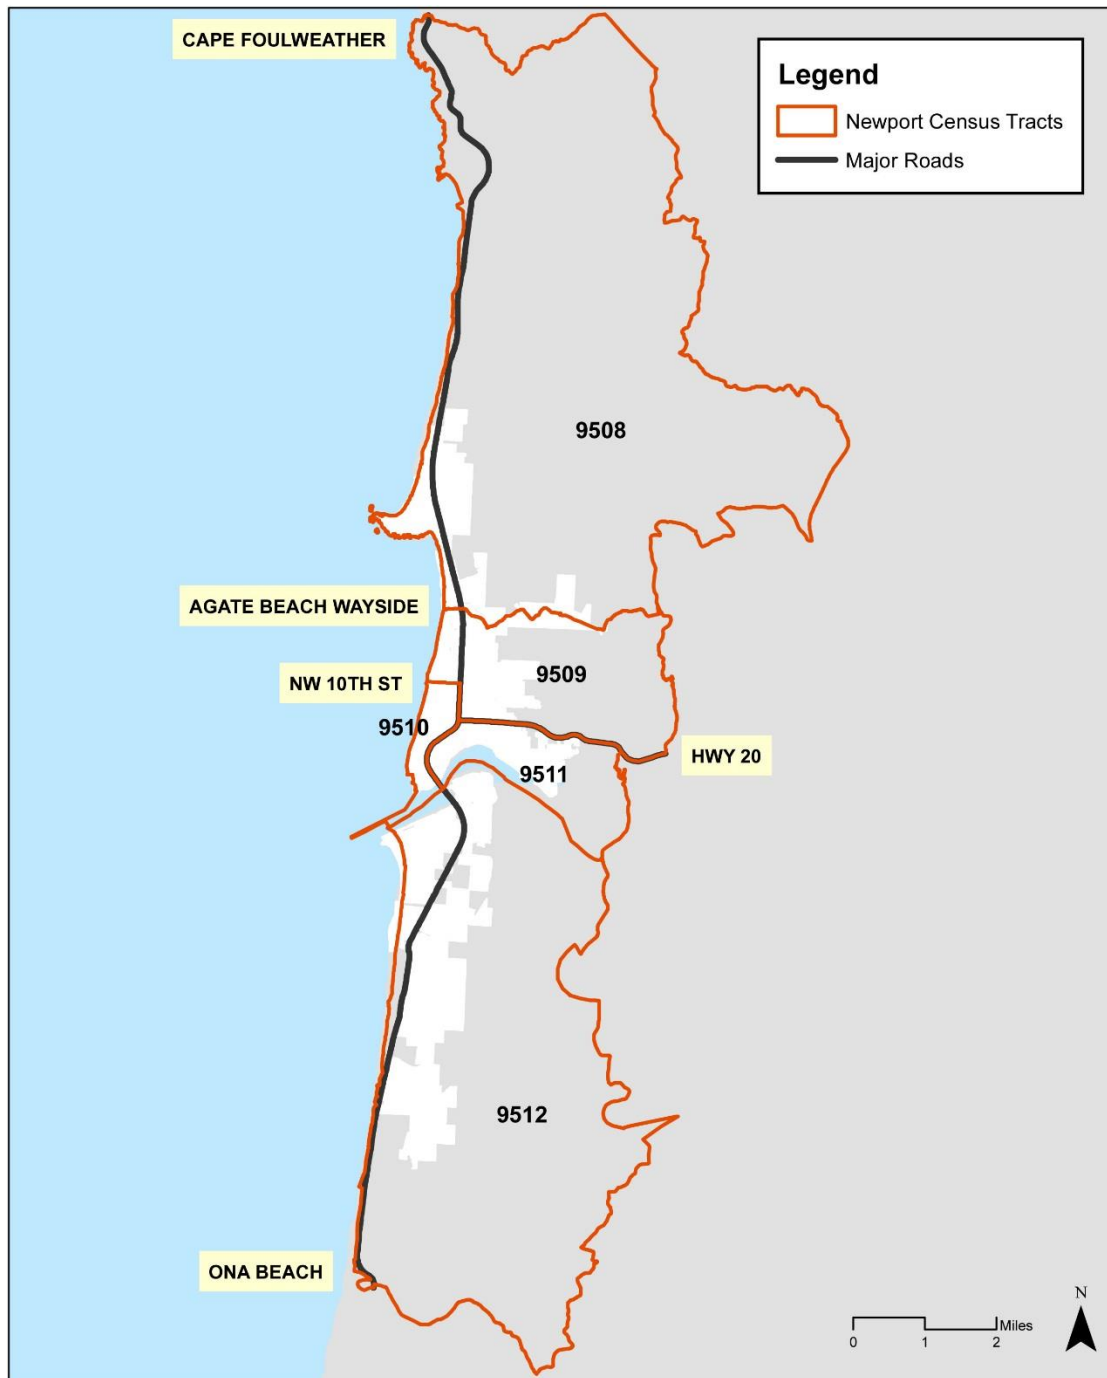 CAPE FOULWEATHER
Legend
Newport Census Tracts
Major Roads
9508
AGATE BEACH WAYSIDE
9509
NW 10TH ST
9510
HWY 20
9511
9512
ONA BEACH
N
Miles
0 1 2